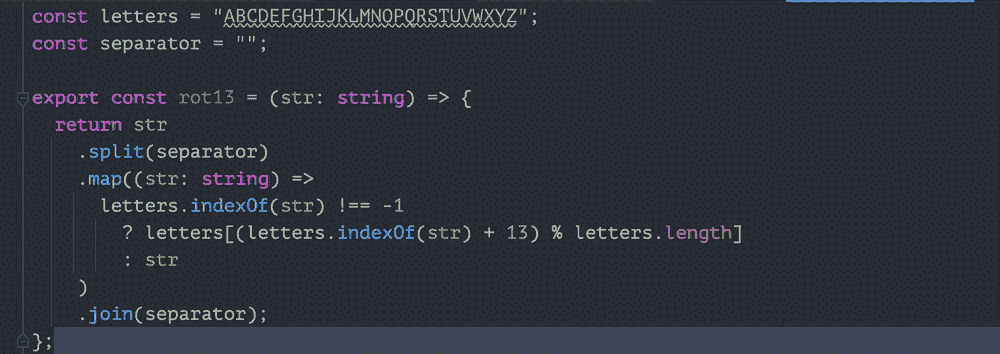 const letters = "ABCDEFGHIJKLMNOPQRSTUVWXYZ";
const separator = "";
export const rot13 = (str: string) => {
return str
.split(separator)
.map((str: string) =>
letters.indexOf(str) !== -1
? letters[(letters.indexOf(str) + 13) % letters.length]
: str
)
.join(separator);
};